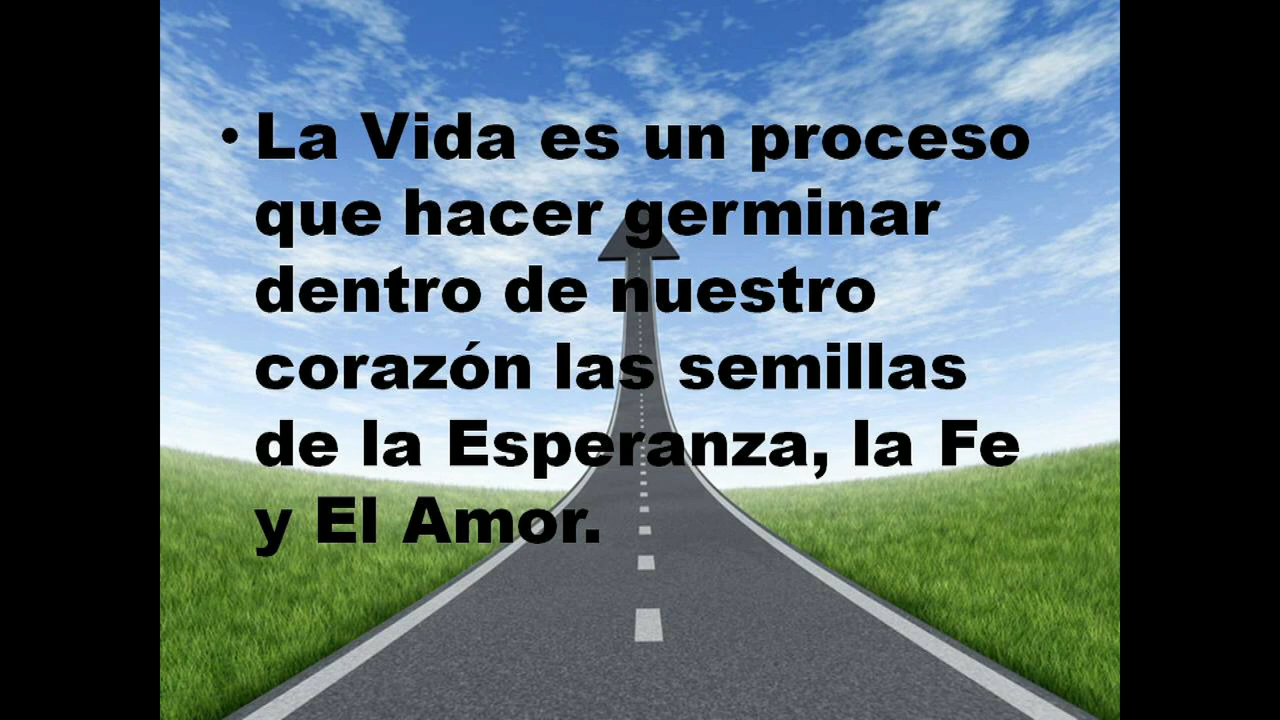 • La Vida es un proceso
que hacer germinar
dentro de nuestro
corazón las semillas
de la Esperanza, la Fe
y El Amor.